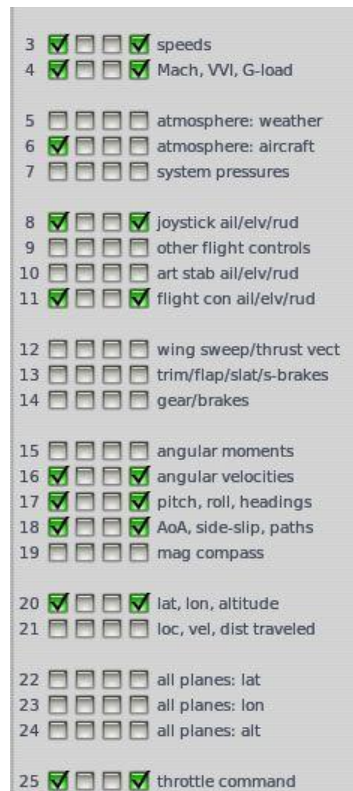 3 speeds
4 Mach, VVI, G-load
5 atmosphere: weather
6 atmosphere: aircraft
7 system pressures
8 joystick ail/elv/rud
9 other flight controls
10 art stab ail/elv/rud
11 flight con ail/elv/rud
12 wing sweep/thrust vect
13 trim/flap/slat/s-brakes
14 gear/brakes
15 angular moments
16 angular velocities
17 pitch, roll, headings
18 AoA, side-slip, paths
19 mag compass
20 lat, lon, altitude
21 loc, vel, dist traveled
22 all planes: lat
23 all planes: lon
24 all planes: alt
25 throttle command